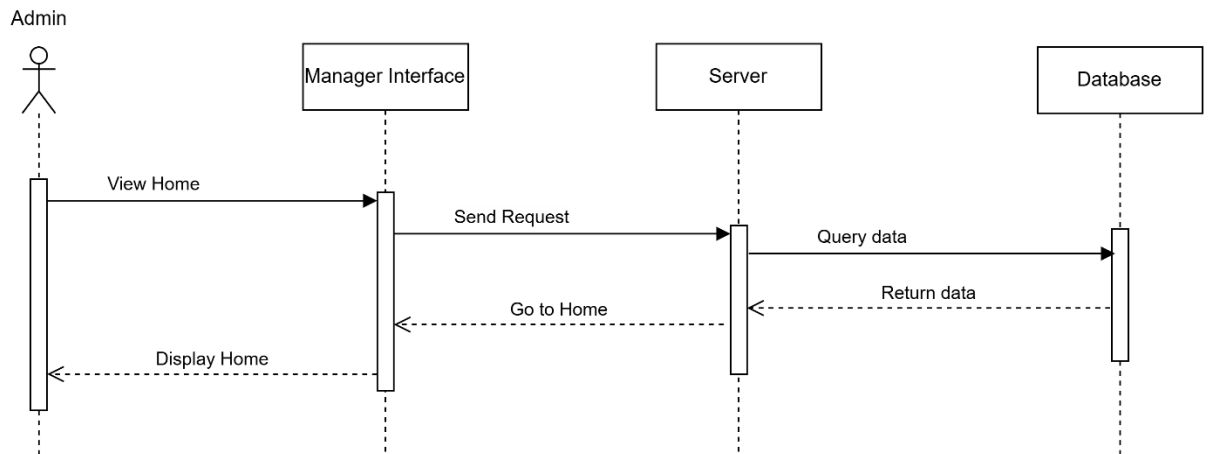 Admin
Manager Interface
Server
Database
View Home
Send Request
Query data
Return data
Go to Home
Display Home